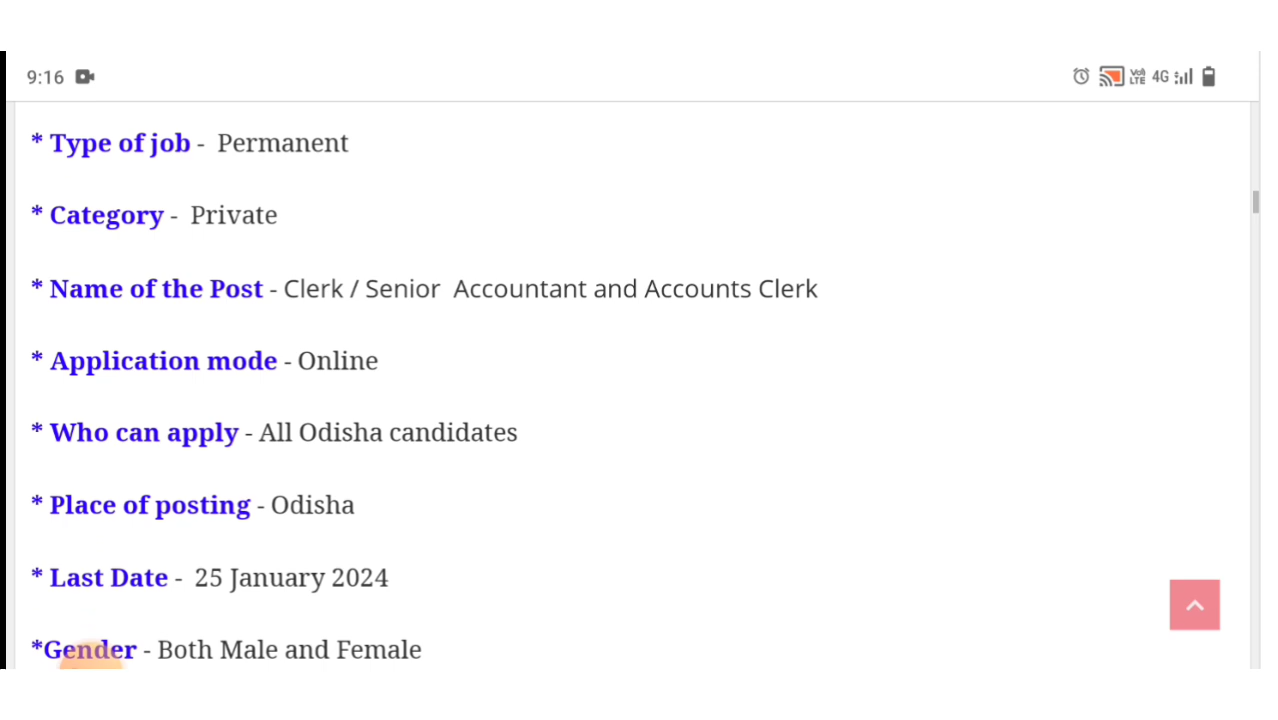 9:16
Vo) LTE 4G
* Type of job - Permanent
* Category - Private
* Name of the Post - Clerk / Senior Accountant and Accounts Clerk
* Application mode - Online
* Who can apply - All Odisha candidates
* Place of posting - Odisha
* Last Date - 25 January 2024
*Gender - Both Male and Female